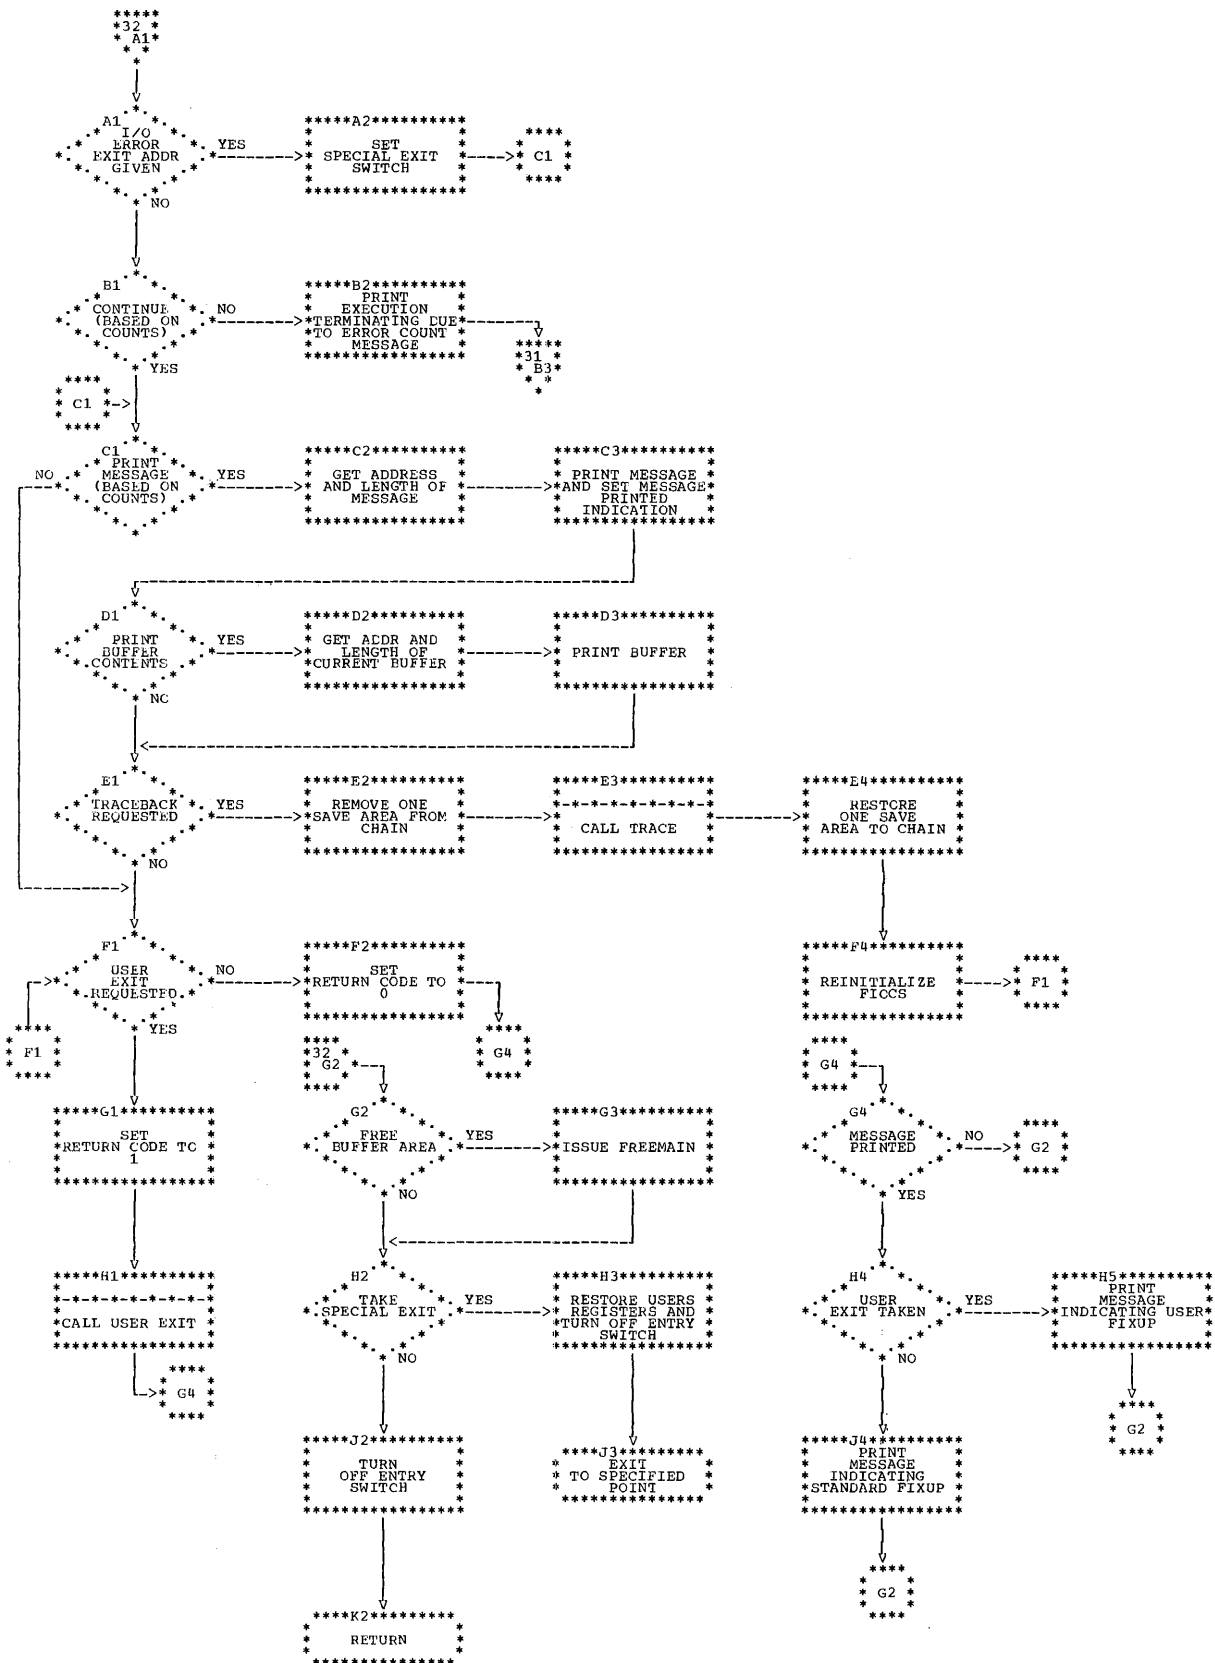 32
A1
A1
I/O
ERROR
EXIT ADDR
GIVEN
YES
NO
A2
SET
SPECIAL EXIT
SWITCH
C1
B1
CONTINUE
(BASED ON
COUNTS)
NO
YES
B2
PRINT
EXECUTION
TERMINATING DUE
TO ERROR COUNT
MESSAGE
31
B3
C1
C1
PRINT
MESSAGE
(BASED ON
COUNTS)
NO
YES
C2
GET ADDRESS
AND LENGTH OF
MESSAGE
C3
PRINT MESSAGE
AND SET MESSAGE
PRINTED
INDICATION
D1
PRINT
BUFFER
CONTENTS
YES
NO
D2
GET ADDR AND
LENGTH OF
CURRENT BUFFER
D3
PRINT BUFFER
E1
TRACEBACK
REQUESTED
YES
NO
E2
REMOVE ONE
SAVE AREA FROM
CHAIN
E3
CALL TRACE
E4
RESTORE
ONE SAVE
AREA TO CHAIN
F1
USER
EXIT
REQUESTED
NO
YES
F1
F2
SET
RETURN CODE TO
0
G4
F4
REINITIALIZE
FIOCS
F1
G1
SET
RETURN CODE TO
1
32
G2
G2
FREE
BUFFER AREA
YES
NO
G3
ISSUE FREEMAIN
G4
G4
MESSAGE
PRINTED
NO
YES
G2
H1
CALL USER EXIT
G4
H2
TAKE
SPECIAL EXIT
YES
NO
H3
RESTORE USERS
REGISTERS AND
TURN OFF ENTRY
SWITCH
H4
USER
EXIT TAKEN
YES
NO
H5
PRINT
MESSAGE
INDICATING USER
FIXUP
G2
J2
TURN
OFF ENTRY
SWITCH
J3
EXIT
TO SPECIFIED
POINT
J4
PRINT
MESSAGE
INDICATING
STANDARD FIXUP
G2
K2
RETURN